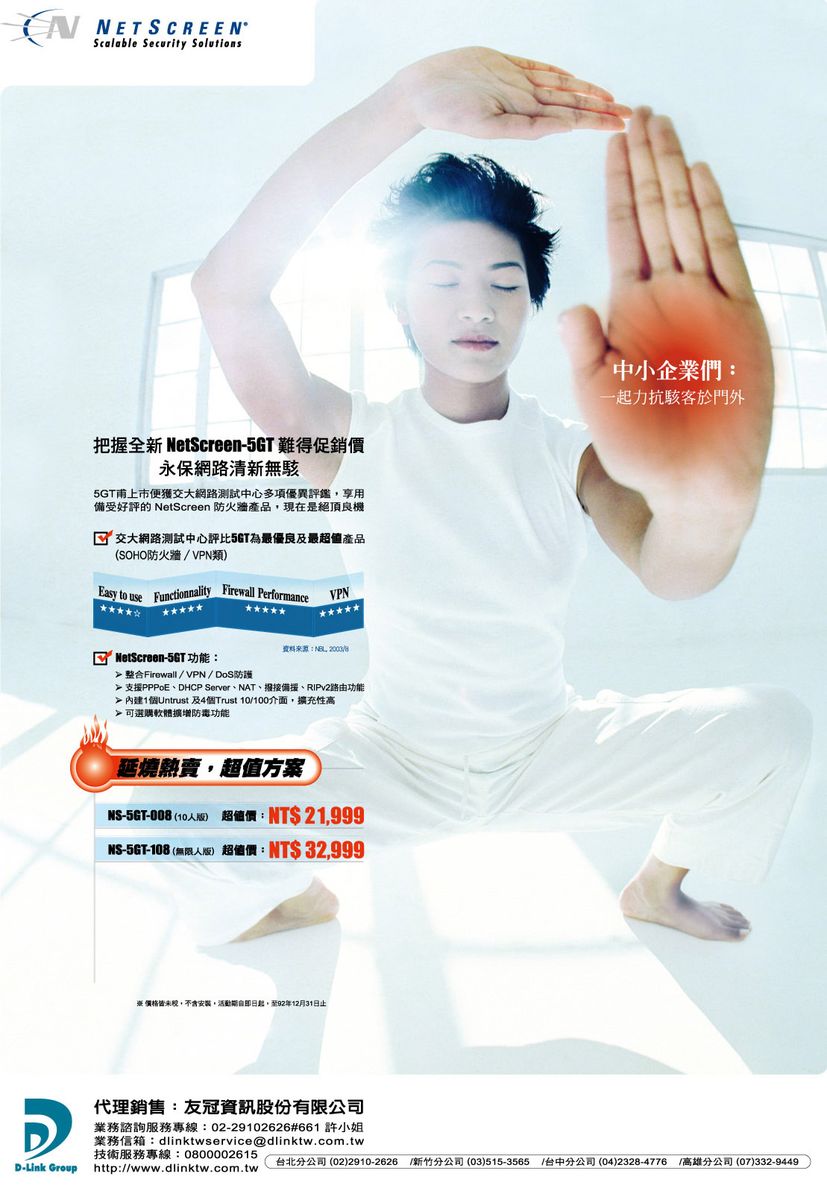 NETSCREEN®
Scalable Security Solutions
中小企業們：
一起力抗駭客於門外
把握全新 NetScreen-5GT 難得促銷價
永保網路清新無駭
5GT甫上市便獲交大網路測試中心多項優異評鑑，享用
備受好評的 NetScreen 防火牆產品，現在是絕頂良機
交大網路測試中心評比5GT為最優良及最超值產品
(SOHO防火牆 / VPN類)
Easy to use Functionnality Firewall Performance VPN
★★★★☆ ★★★★★ ★★★★★ ★★★★★
資料來源：NBL, 2003/8
NetScreen-5GT 功能：
➢ 整合Firewall / VPN / DoS防護
➢ 支援PPPoE、DHCP Server、NAT、撥接備援、RIPv2路由功能
➢ 內建1個Untrust 及4個Trust 10/100介面，擴充性高
➢ 可選購軟體擴增防毒功能
延燒熱賣，超值方案
NS-5GT-008 (10人版) 超值價：NT$ 21,999
NS-5GT-108 (無限人版) 超值價：NT$ 32,999
※ 價格皆未稅，不含安裝，活動期自即日起，至92年12月31日止
D-Link Group
代理銷售：友冠資訊股份有限公司
業務諮詢服務專線：02-29102626#661 許小姐
業務信箱：dlinktwservice@dlinktw.com.tw
技術服務專線：0800002615
http://www.dlinktw.com.tw
台北分公司 (02)2910-2626 /新竹分公司 (03)515-3565 /台中分公司 (04)2328-4776 /高雄分公司 (07)332-9449